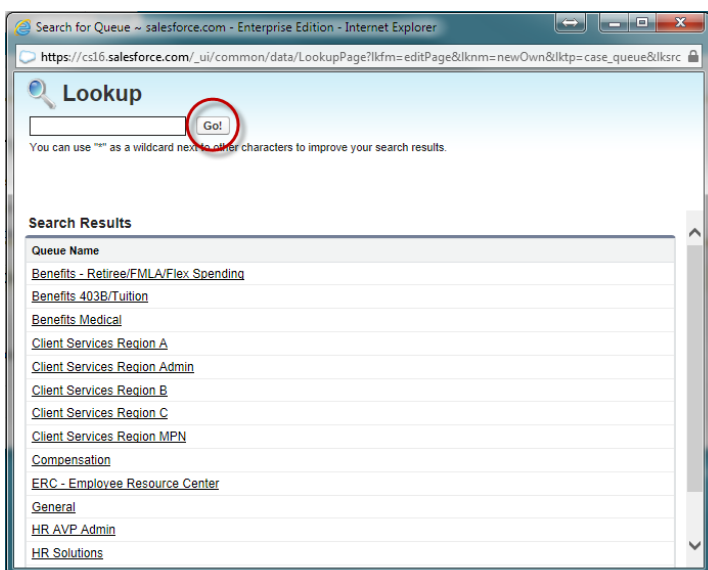 Search for Queue ~ salesforce.com - Enterprise Edition - Internet Explorer
https://cs16.salesforce.com/_ui/common/data/LookupPage?lkfm=editPage&lknm=newOwn&lktp=case_queue&lksrc
Lookup
Go!
You can use "*" as a wildcard next to other characters to improve your search results.
Search Results
Queue Name
Benefits - Retiree/FMLA/Flex Spending
Benefits 403B/Tuition
Benefits Medical
Client Services Region A
Client Services Region Admin
Client Services Region B
Client Services Region C
Client Services Region MPN
Compensation
ERC - Employee Resource Center
General
HR AVP Admin
HR Solutions